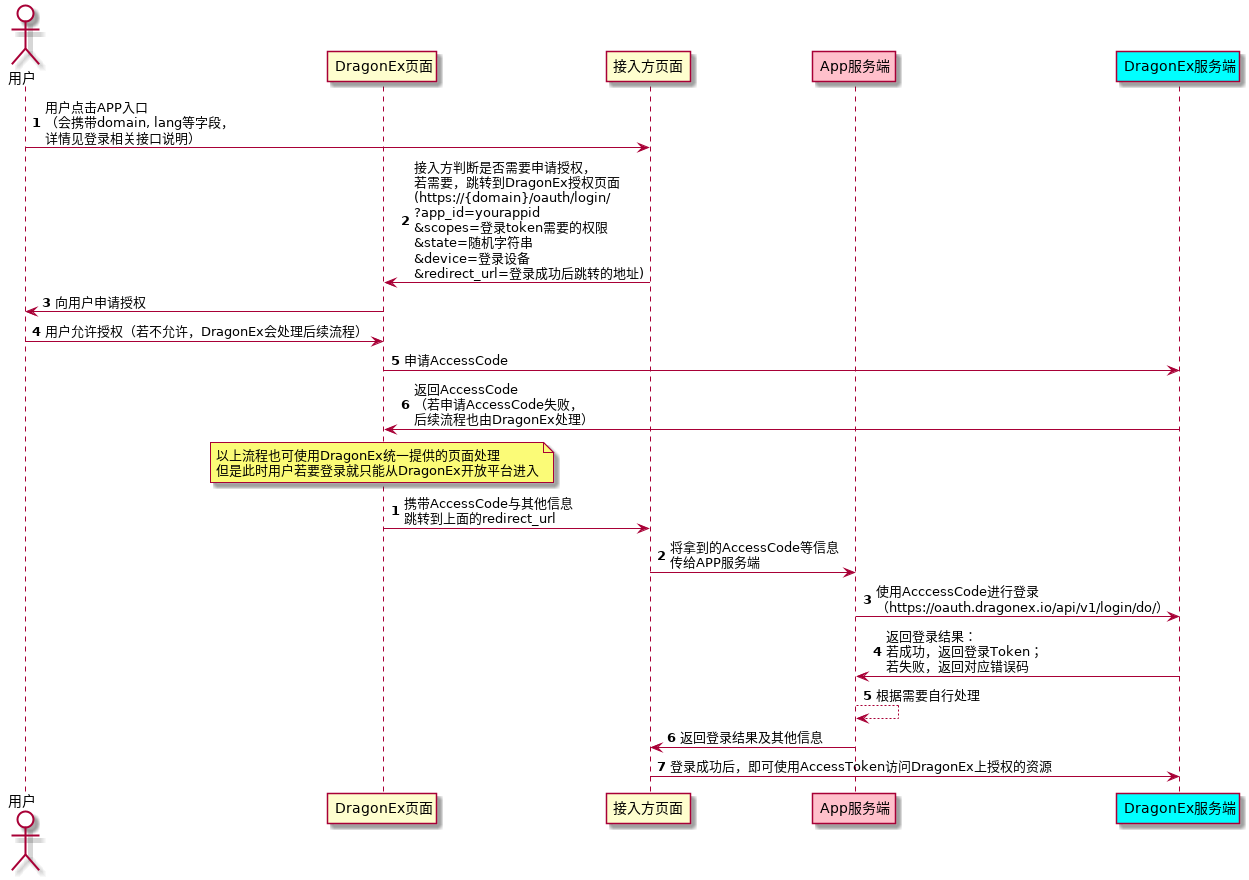 用户
DragonEx页面
接入方页面
App服务端
DragonEx服务端
用户点击APP入口
1 （会携带domain, lang等字段，
详情见登录相关接口说明）
接入方判断是否需要申请授权，
若需要，跳转到DragonEx授权页面
(https://{domain}/oauth/login/
2 ?app_id=yourappid
&scopes=登录token需要的权限
&state=随机字符串
&device=登录设备
&redirect_url=登录成功后跳转的地址)
3 向用户申请授权
4 用户允许授权（若不允许，DragonEx会处理后续流程）
5 申请AccessCode
返回AccessCode
6 （若申请AccessCode失败，
后续流程也由DragonEx处理）
以上流程也可使用DragonEx统一提供的页面处理
但是此时用户若要登录就只能从DragonEx开放平台进入
1 携带AccessCode与其他信息
跳转到上面的redirect_url
2 将拿到的AccessCode等信息
传给APP服务端
3 使用AcccessCode进行登录
（https://oauth.dragonex.io/api/v1/login/do/）
返回登录结果：
4 若成功，返回登录Token；
若失败，返回对应错误码
5 根据需要自行处理
6 返回登录结果及其他信息
7 登录成功后，即可使用AccessToken访问DragonEx上授权的资源
用户
DragonEx页面
接入方页面
App服务端
DragonEx服务端